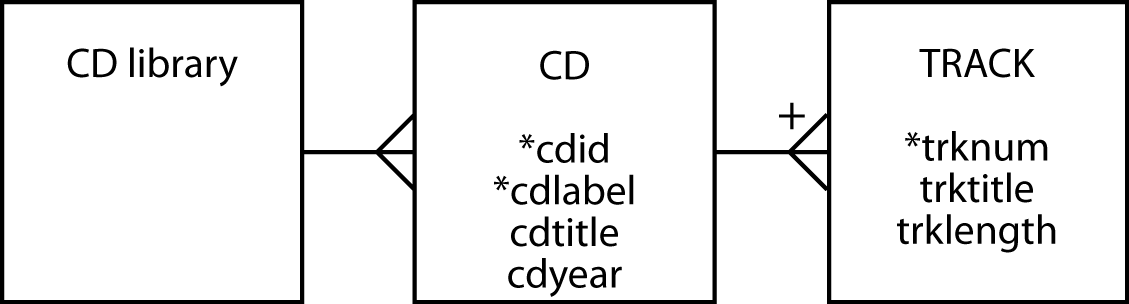 CD library
CD
*cdid
*cdlabel
cdtitle
cdyear
+
TRACK
*trknum
trktitle
trklength